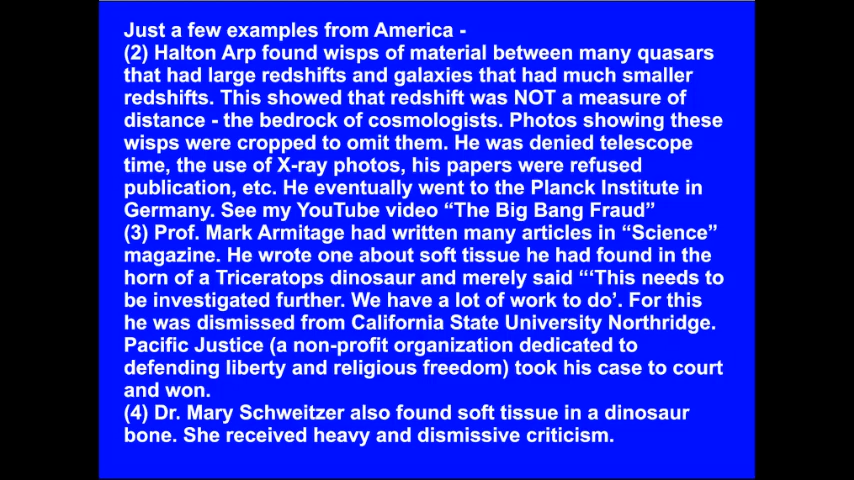 Just a few examples from America -
(2) Halton Arp found wisps of material between many quasars
that had large redshifts and galaxies that had much smaller
redshifts. This showed that redshift was NOT a measure of
distance - the bedrock of cosmologists. Photos showing these
wisps were cropped to omit them. He was denied telescope
time, the use of X-ray photos, his papers were refused
publication, etc. He eventually went to the Planck Institute in
Germany. See my YouTube video “The Big Bang Fraud”
(3) Prof. Mark Armitage had written many articles in “Science”
magazine. He wrote one about soft tissue he had found in the
horn of a Triceratops dinosaur and merely said “‘This needs to
be investigated further. We have a lot of work to do’. For this
he was dismissed from California State University Northridge.
Pacific Justice (a non-profit organization dedicated to
defending liberty and religious freedom) took his case to court
and won.
(4) Dr. Mary Schweitzer also found soft tissue in a dinosaur
bone. She received heavy and dismissive criticism.